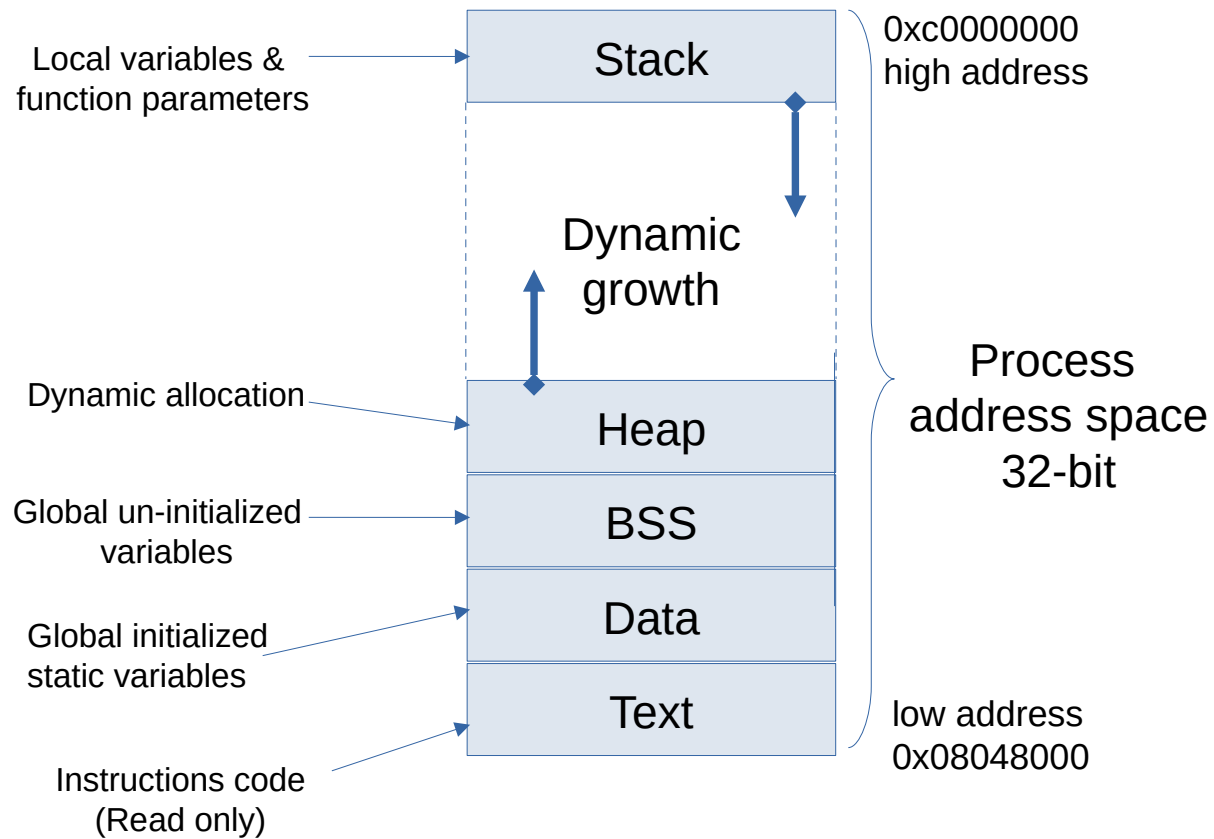 Stack
0xc0000000
high address
Local variables &
function parameters
Dynamic
growth
Process
address space
32-bit
Dynamic allocation
Heap
Global un-initialized
variables
BSS
Data
Global initialized
static variables
Text
low address
0x08048000
Instructions code
(Read only)